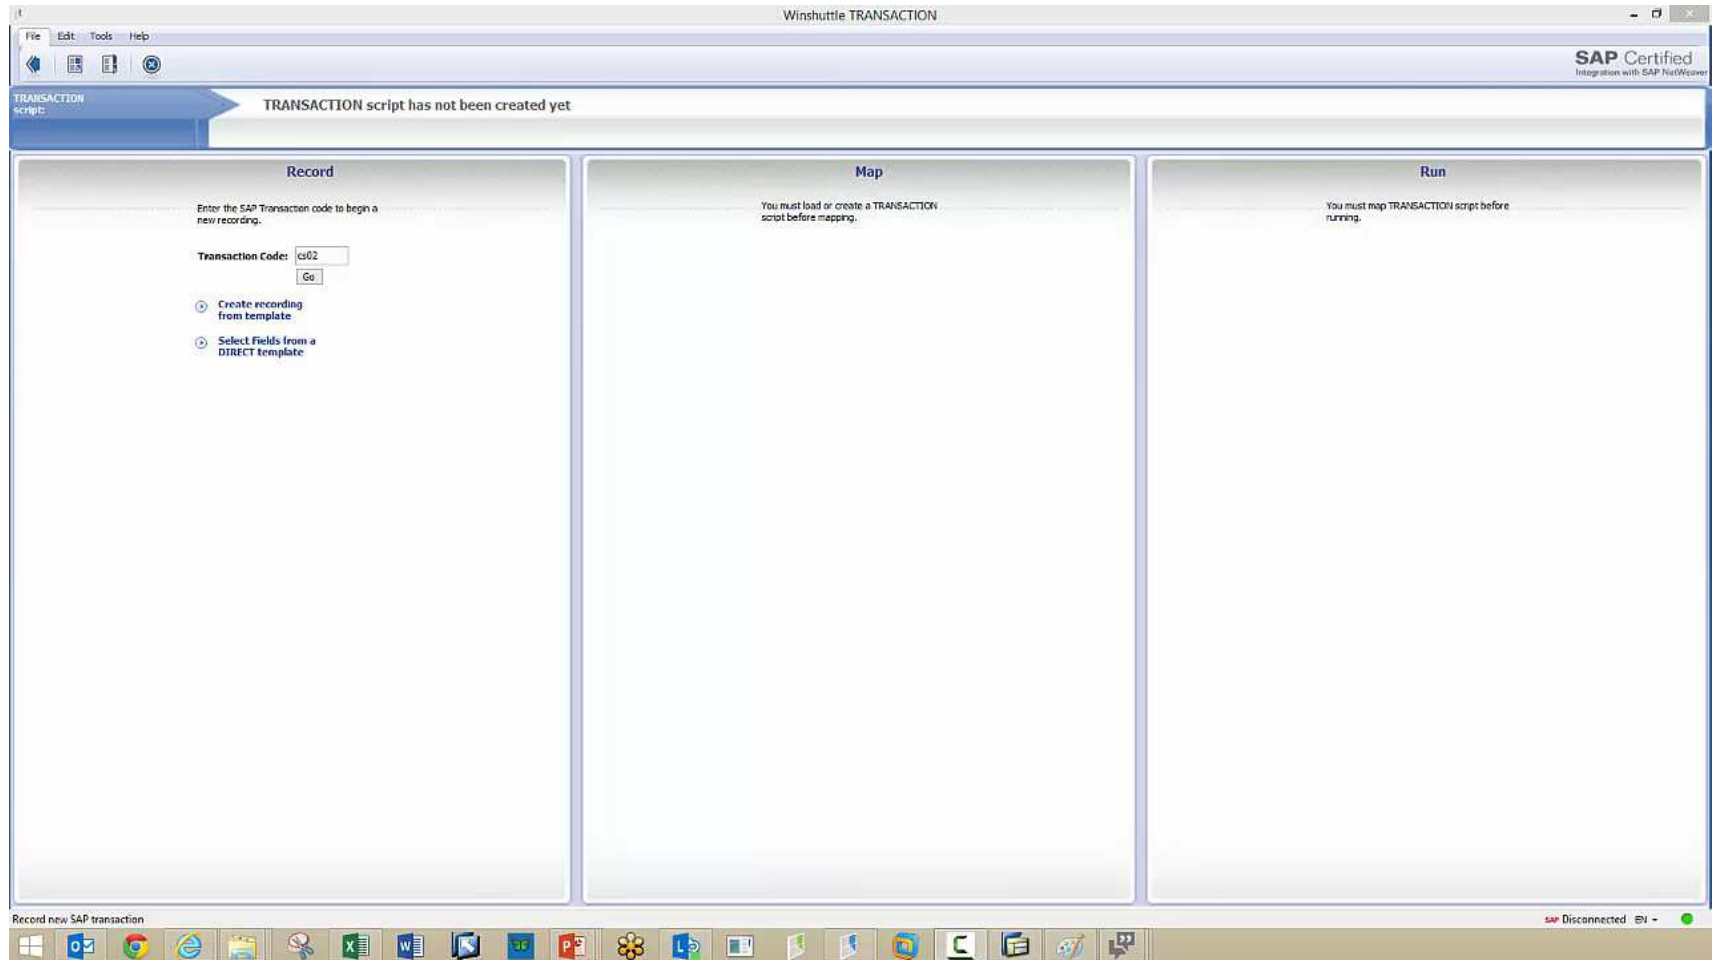 Winshuttle TRANSACTION
File Edit Tools Help
SAP Certified
Integration with SAP NetWeaver
TRANSACTION
script:
TRANSACTION script has not been created yet
Record
Enter the SAP Transaction code to begin a
new recording.
Transaction Code: cs02
Go
Create recording
from template
Select Fields from a
DIRECT template
Map
You must load or create a TRANSACTION
script before mapping.
Run
You must map TRANSACTION script before
running.
Record new SAP transaction
SAP Disconnected EN